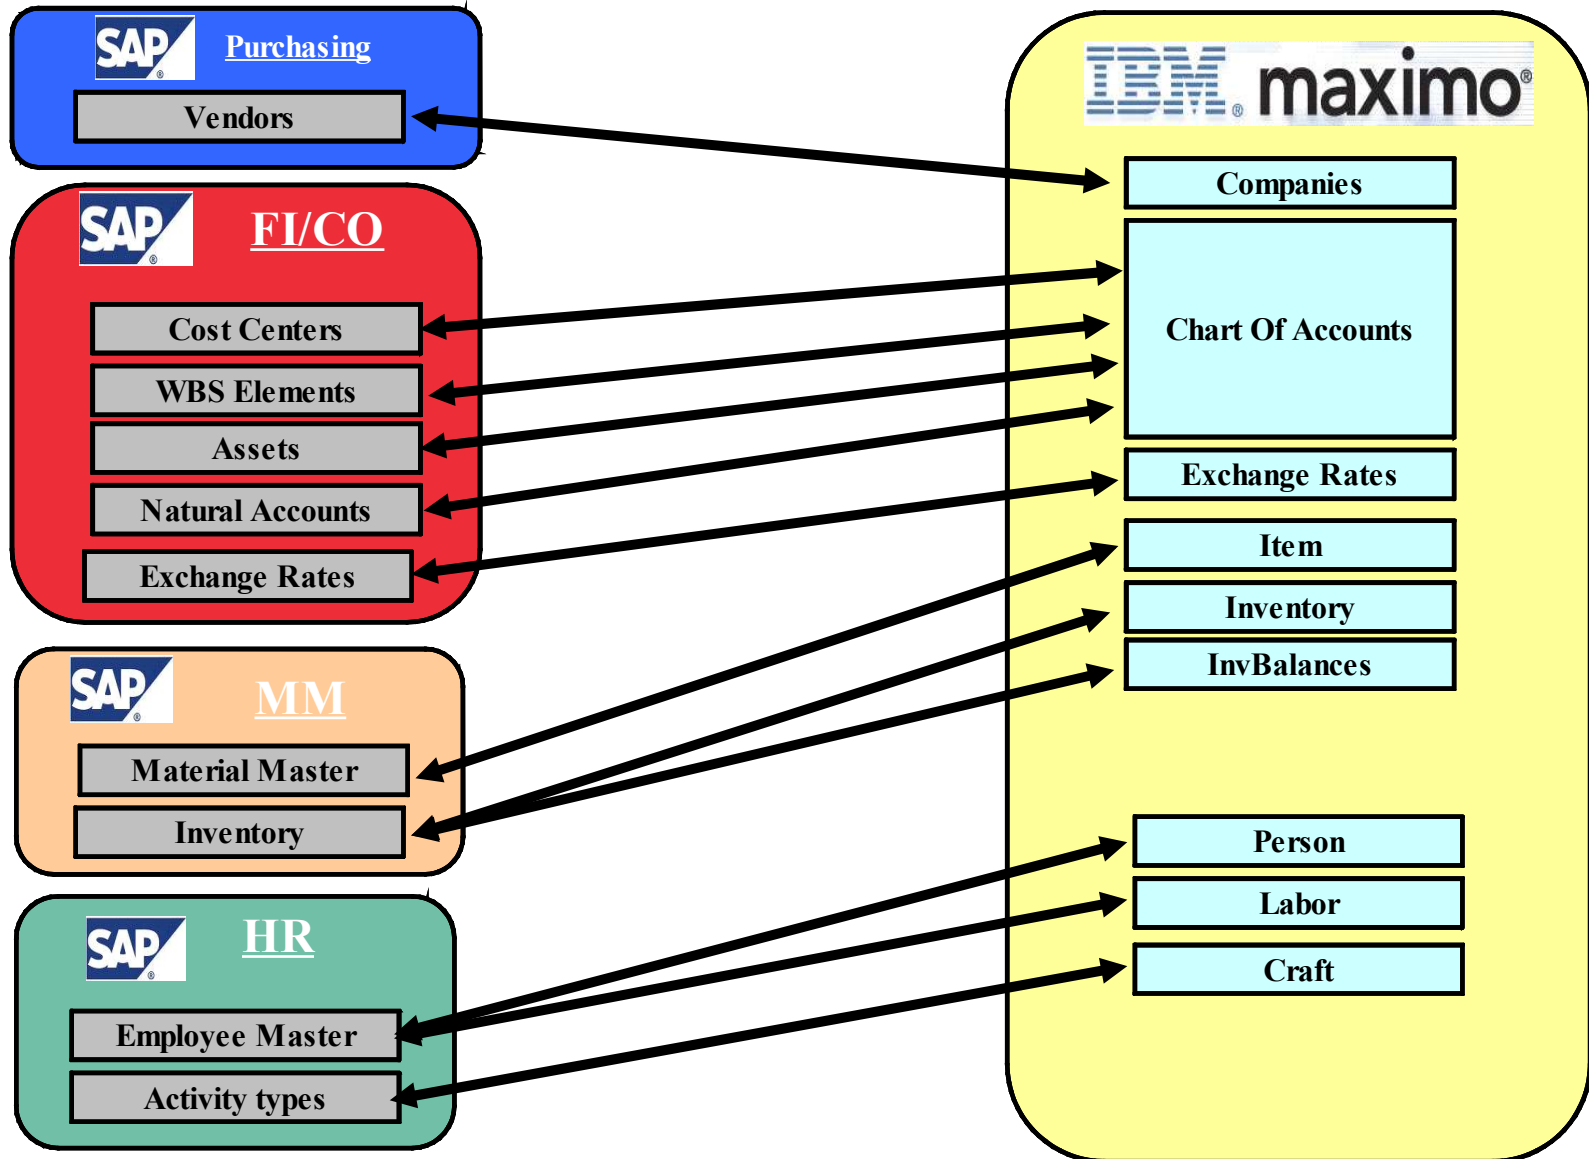 SAP® Purchasing
Vendors
SAP® FI/CO
Cost Centers
WBS Elements
Assets
Natural Accounts
Exchange Rates
SAP® MM
Material Master
Inventory
SAP® HR
Employee Master
Activity types
IBM® maximo®
Companies
Chart Of Accounts
Exchange Rates
Item
Inventory
InvBalances
Person
Labor
Craft